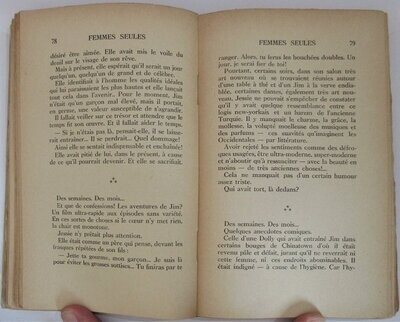 78
FEMMES SEULES
désiré être aimée. Elle avait mis le voile du
deuil sur le visage de son rêve.
Mais à présent, elle espérait qu'il serait un jour
quelqu'un, quelqu'un de grand et de célèbre.
Elle identifiait à l'homme les qualités idéales
qui lui paraissaient les plus hautes et elle lançait
tout cela dans l'avenir. Pour le moment, Jim
n'était qu'un garçon mal élevé, mais il portait,
en germe, une valeur susceptible de s'agrandir.
Il fallait veiller sur ce trésor et attendre que le
temps fît son œuvre, Et il fallait aider le temps.
— Si je n'étais pas là, pensait-elle, il se laise-
rait entraîner... Il se perdrait... Quel dommage!
Ainsi elle se sentait indispensable et enchaînée!
Elle avait pitié de lui, dans le présent, à cause
de ce qu'il pourrait devenir. Et elle se sacrifiait.
Des semaines. Des mois...
Et que de confessions! Les aventures de Jim?
Un film ultra-rapide aux épisodes sans variété.
En ces sortes de choses si le cœur n'y met rien,
la chair est monotone.
Jessie n'y prêtait plus attention.
Elle était comme un père qui pense, devant les
frasques répétées de son fils:
— Jette ta gourme, mon garçon... Je suis là
pour éviter les grosses sottises... Tu finiras par te
FEMMES SEULES
79
ranger. Alors, tu feras les bouchées doubles. Un
jour, je serai fier de toi!
Pourtant, certains soirs, dans son salon très
art nouveau où se trouvaient réunies autour
d'une table à thé et d'un Jim à la verve endia-
blée, certaines dames, également très art nou-
veau, Jessie ne pouvait s'empêcher de constater
qu'il y avait quelque ressemblance entre ce
logis new-yorkais et un harem de l'ancienne
Turquie. Il y manquait le charme, la grâce, la
mollesse, la volupté moelleuse des musiques et
des parfums — ces suavités qu'imaginent les
Occidentales — par littérature.
Avoir rejeté les sentiments comme des défro-
ques usagées, être ultra-moderne, super-moderne
et n'aboutir qu'à ressusciter — avec la beauté en
moins — de très anciennes choses!...
Cela ne manquait pas d'un certain humour
assez triste.
Qui avait tort, là dedans?
Des semaines. Des mois...
Quelques anecdotes comiques.
Celle d'une Dolly qui avait entraîné Jim dans
certains bouges de Chinatown d'où il était
revenu pâle et défait, jurant qu'il ne reverrait ni
cette femme, ni ces endroits abominables. Il
était indigné — à cause de l'hygiène. Car l'hy-